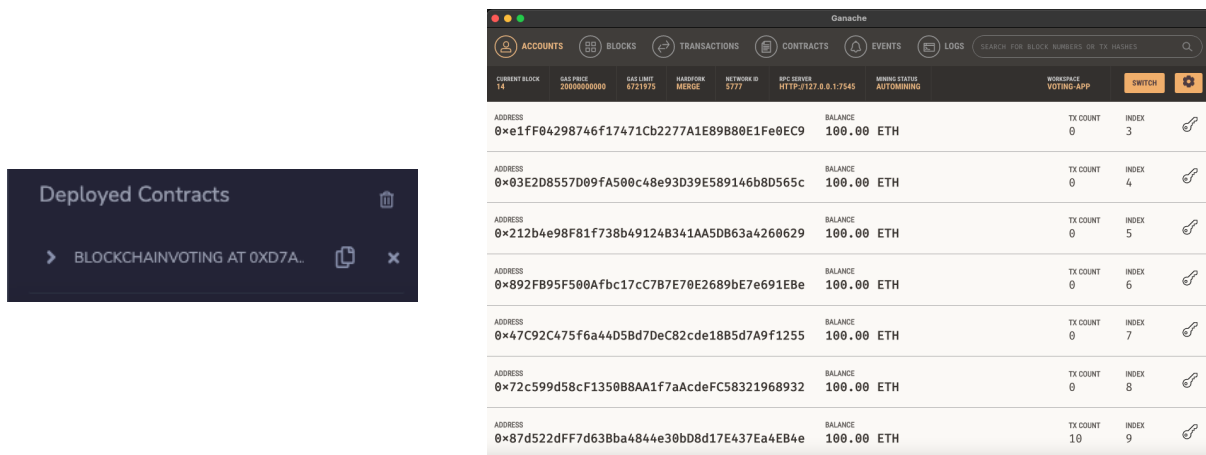 Deployed Contracts
BLOCKCHAINVOTING AT 0XD7A..
Ganache
ACCOUNTS BLOCKS TRANSACTIONS CONTRACTS EVENTS LOGS SEARCH FOR BLOCK NUMBERS OR TX HASHES
CURRENT BLOCK GAS PRICE GAS LIMIT HARDFORK NETWORK ID RPC SERVER MINING STATUS WORKSPACE
14 20000000000 6721975 MERGE 5777 HTTP://127.0.0.1:7545 AUTOMINING VOTING-APP SWITCH
ADDRESS BALANCE TX COUNT INDEX
0×e1fF04298746f17471Cb2277A1E89B80E1Fe0EC9 100.00 ETH 0 3
ADDRESS BALANCE TX COUNT INDEX
0×03E2D8557D09fA500c48e93D39E589146b8D565c 100.00 ETH 0 4
ADDRESS BALANCE TX COUNT INDEX
0×212b4e98F81f738b49124B341AA5DB63a4260629 100.00 ETH 0 5
ADDRESS BALANCE TX COUNT INDEX
0×892FB95F500Afbc17cC7B7E70E2689bE7e691EBe 100.00 ETH 0 6
ADDRESS BALANCE TX COUNT INDEX
0×47C92C475f6a44D5Bd7DeC82cde18B5d7A9f1255 100.00 ETH 0 7
ADDRESS BALANCE TX COUNT INDEX
0×72c599d58cF1350B8AA1f7aAcdeFC58321968932 100.00 ETH 0 8
ADDRESS BALANCE TX COUNT INDEX
0×87d522dFF7d63Bba4844e30bD8d17E437Ea4EB4e 100.00 ETH 10 9